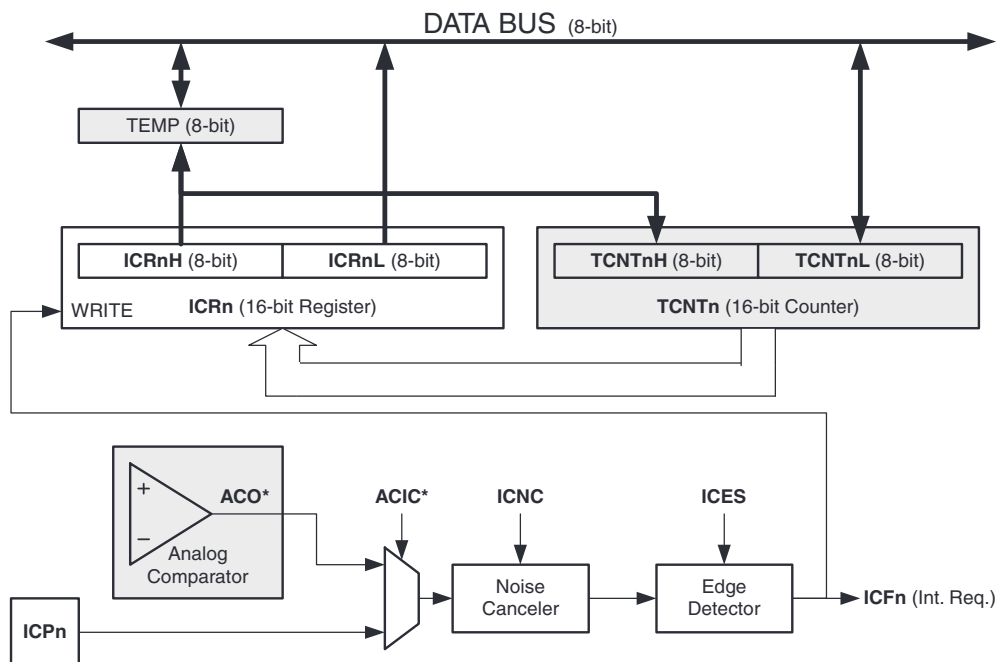 DATA BUS (8-bit)
TEMP (8-bit)
ICRnH (8-bit) ICRnL (8-bit)
TCNTnH (8-bit) TCNTnL (8-bit)
WRITE
ICRn (16-bit Register)
TCNTn (16-bit Counter)
+
−
ACO*
Analog
Comparator
ACIC*
ICNC
ICES
Noise
Canceler
Edge
Detector
ICFn (Int. Req.)
ICPn